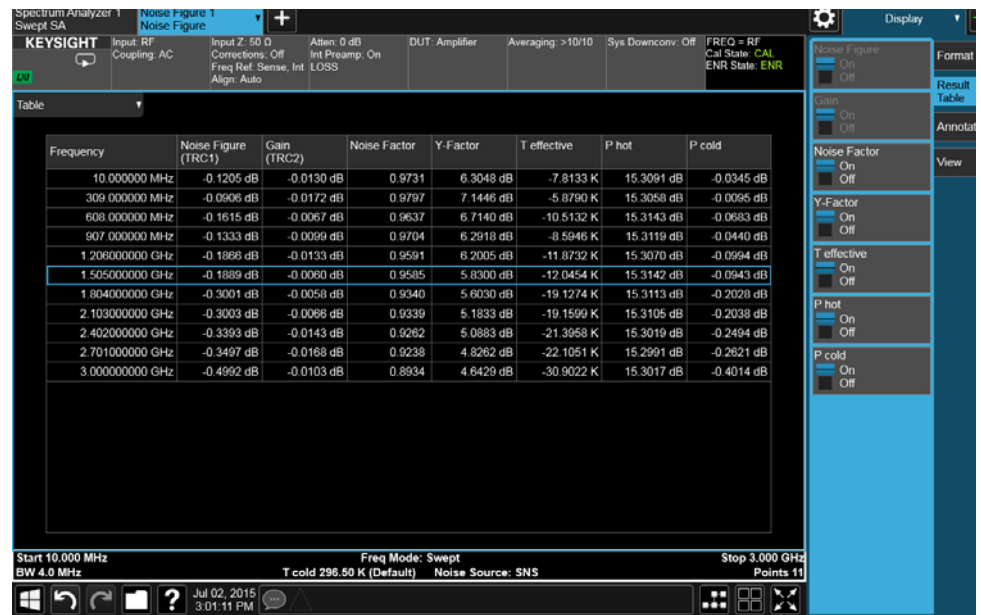 Spectrum Analyzer 1
Swept SA
Noise Figure 1
Noise Figure
Display
KEYSIGHT
LXI
Input: RF
Coupling: AC
Input Z: 50 Ω
Corrections: Off
Freq Ref: Sense, Int
Align: Auto
Atten: 0 dB
Int Preamp: On
LOSS
DUT: Amplifier
Averaging: >10/10
Sys Downconv: Off
FREQ = RF
Cal State: CAL
ENR State: ENR
Table
Frequency Noise Figure (TRC1) Gain (TRC2) Noise Factor Y-Factor T effective P hot P cold
10.000000 MHz -0.1205 dB -0.0130 dB 0.9731 6.3048 dB -7.8133 K 15.3091 dB -0.0345 dB
309.000000 MHz -0.0906 dB -0.0172 dB 0.9797 7.1446 dB -5.8790 K 15.3058 dB -0.0095 dB
608.000000 MHz -0.1615 dB -0.0067 dB 0.9637 6.7140 dB -10.5132 K 15.3143 dB -0.0683 dB
907.000000 MHz -0.1333 dB -0.0099 dB 0.9704 6.2918 dB -8.5946 K 15.3119 dB -0.0440 dB
1.206000000 GHz -0.1866 dB -0.0133 dB 0.9591 6.2005 dB -11.8732 K 15.3070 dB -0.0994 dB
1.505000000 GHz -0.1889 dB -0.0060 dB 0.9585 5.8300 dB -12.0454 K 15.3142 dB -0.0943 dB
1.804000000 GHz -0.3001 dB -0.0058 dB 0.9340 5.6030 dB -19.1274 K 15.3113 dB -0.2028 dB
2.103000000 GHz -0.3003 dB -0.0066 dB 0.9339 5.1833 dB -19.1599 K 15.3105 dB -0.2038 dB
2.402000000 GHz -0.3393 dB -0.0143 dB 0.9262 5.0883 dB -21.3958 K 15.3019 dB -0.2494 dB
2.701000000 GHz -0.3497 dB -0.0168 dB 0.9238 4.8262 dB -22.1051 K 15.2991 dB -0.2621 dB
3.000000000 GHz -0.4992 dB -0.0103 dB 0.8934 4.6429 dB -30.9022 K 15.3017 dB -0.4014 dB
Start 10.000 MHz Freq Mode: Swept Stop 3.000 GHz
BW 4.0 MHz T cold 296.50 K (Default) Noise Source: SNS Points 11
?
Jul 02, 2015
3:01:11 PM
Noise Figure
On
Off
Gain
On
Off
Noise Factor
On
Off
Y-Factor
On
Off
T effective
On
Off
P hot
On
Off
P cold
On
Off
Format
Result
Table
Annotat
View